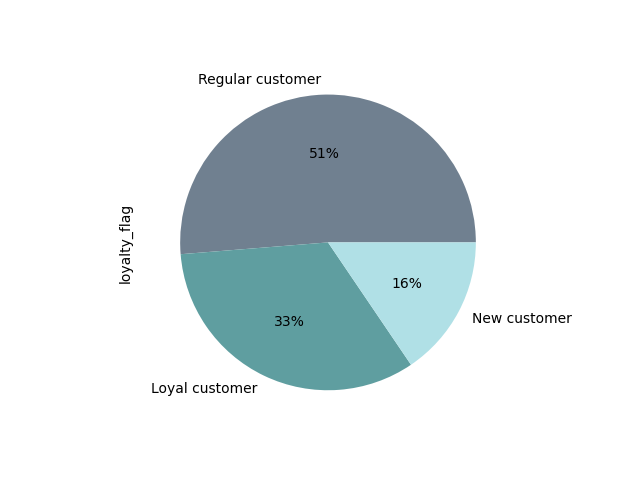 Regular customer
51%
loyalty_flag
16%
33%
New customer
Loyal customer